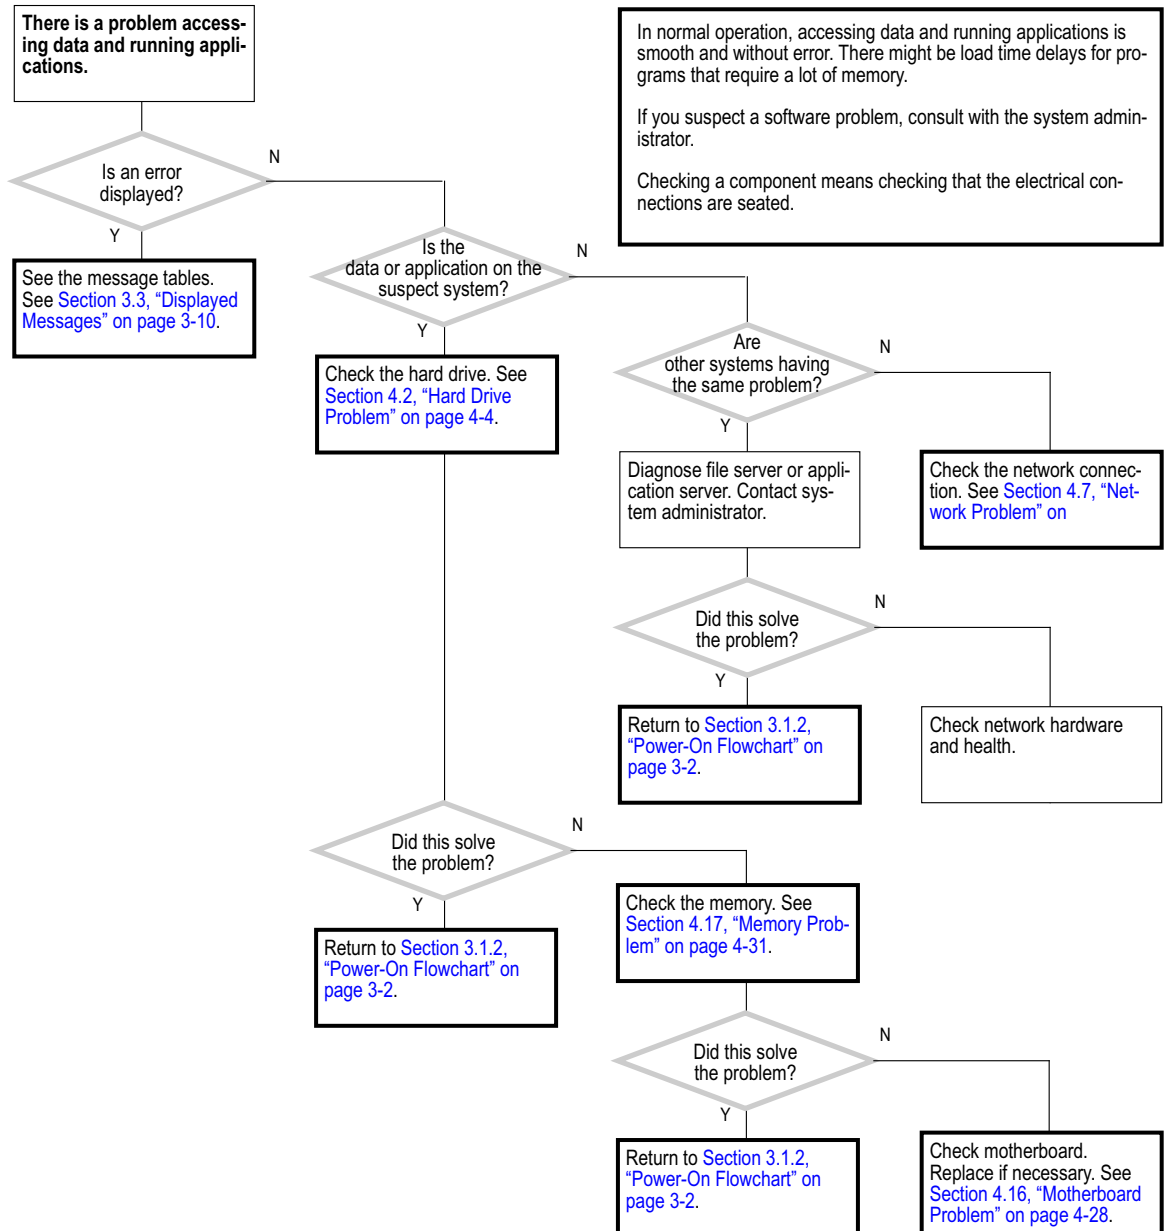 There is a problem access-
ing data and running appli-
cations.
In normal operation, accessing data and running applications is
smooth and without error. There might be load time delays for pro-
grams that require a lot of memory.
If you suspect a software problem, consult with the system admin-
istrator.
Checking a component means checking that the electrical con-
nections are seated.
Is an error
displayed?
N
Y
See the message tables.
See Section 3.3, “Displayed
Messages” on page 3-10.
Is the
data or application on the
suspect system?
N
Y
Check the hard drive. See
Section 4.2, “Hard Drive
Problem” on page 4-4.
Are
other systems having
the same problem?
N
Y
Diagnose file server or appli-
cation server. Contact sys-
tem administrator.
Check the network connec-
tion. See Section 4.7, “Net-
work Problem” on
Did this solve
the problem?
N
Y
Return to Section 3.1.2,
“Power-On Flowchart” on
page 3-2.
Check network hardware
and health.
Did this solve
the problem?
N
Y
Return to Section 3.1.2,
“Power-On Flowchart” on
page 3-2.
Check the memory. See
Section 4.17, “Memory Prob-
lem” on page 4-31.
Did this solve
the problem?
N
Y
Return to Section 3.1.2,
“Power-On Flowchart” on
page 3-2.
Check motherboard.
Replace if necessary. See
Section 4.16, “Motherboard
Problem” on page 4-28.